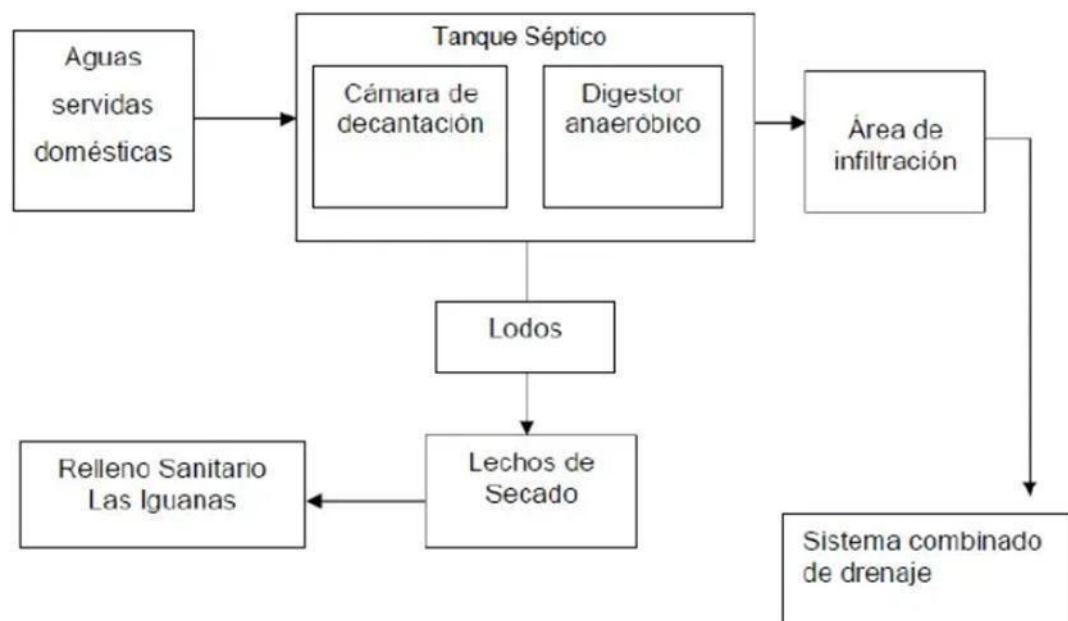 Aguas
servidas
domésticas
Tanque Séptico
Cámara de
decantación
Digestor
anaeróbico
Área de
infiltración
Lodos
Lechos de
Secado
Relleno Sanitario
Las Iguanas
Sistema combinado
de drenaje